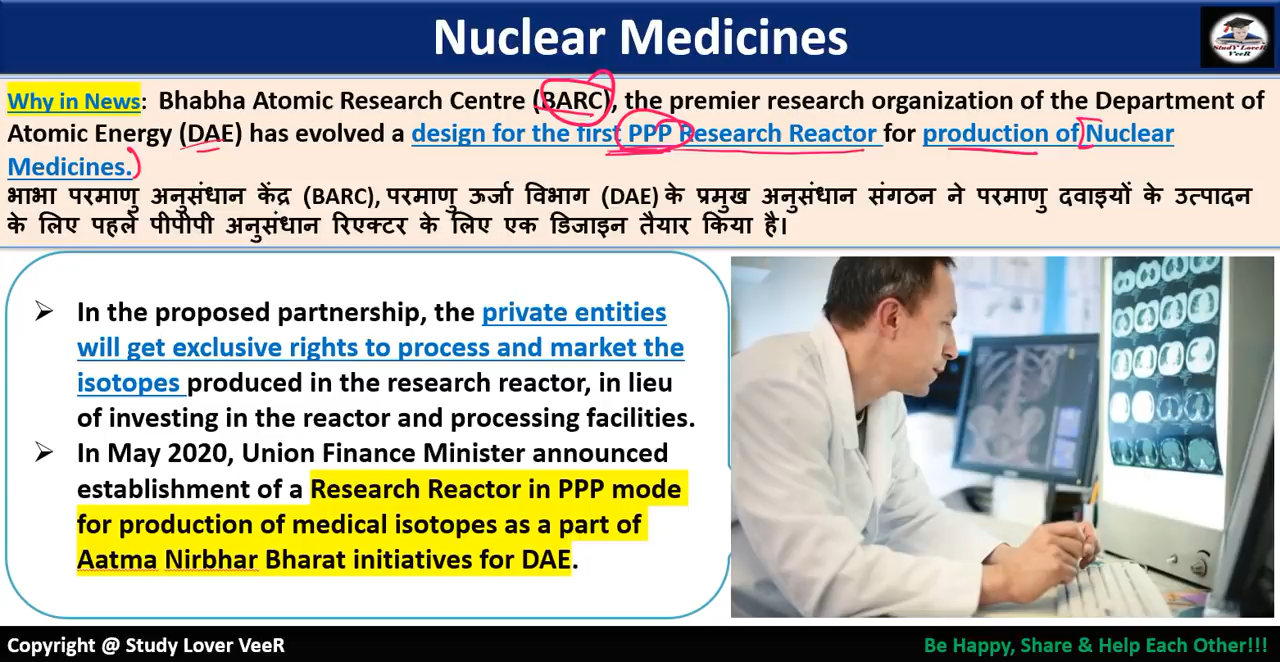 Nuclear Medicines
StudY LoveR
VeeR
Why in News: Bhabha Atomic Research Centre (BARC), the premier research organization of the Department of
Atomic Energy (DAE) has evolved a design for the first PPP Research Reactor for production of Nuclear
Medicines.
भाभा परमाणु अनुसंधान केंद्र (BARC), परमाणु ऊर्जा विभाग (DAE) के प्रमुख अनुसंधान संगठन ने परमाणु दवाइयों के उत्पादन
के लिए पहले पीपीपी अनुसंधान रिएक्टर के लिए एक डिजाइन तैयार किया है।
➢ In the proposed partnership, the private entities
will get exclusive rights to process and market the
isotopes produced in the research reactor, in lieu
of investing in the reactor and processing facilities.
➢ In May 2020, Union Finance Minister announced
establishment of a Research Reactor in PPP mode
for production of medical isotopes as a part of
Aatma Nirbhar Bharat initiatives for DAE.
Copyright @ Study Lover VeeR
Be Happy, Share & Help Each Other!!!